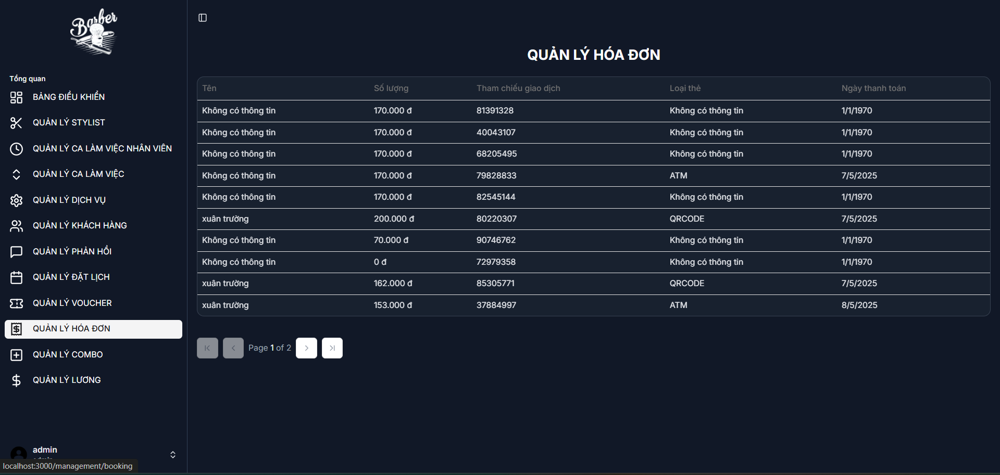 Barber
Tổng quan
BẢNG ĐIỀU KHIỂN
QUẢN LÝ STYLIST
QUẢN LÝ CA LÀM VIỆC NHÂN VIÊN
QUẢN LÝ CA LÀM VIỆC
QUẢN LÝ DỊCH VỤ
QUẢN LÝ KHÁCH HÀNG
QUẢN LÝ PHẢN HỒI
QUẢN LÝ ĐẶT LỊCH
QUẢN LÝ VOUCHER
QUẢN LÝ HÓA ĐƠN
QUẢN LÝ COMBO
QUẢN LÝ LƯƠNG
admin
localhost:3000/management/booking
QUẢN LÝ HÓA ĐƠN
Tên Số lượng Tham chiếu giao dịch Loại thẻ Ngày thanh toán
Không có thông tin 170.000 đ 81391328 Không có thông tin 1/1/1970
Không có thông tin 170.000 đ 40043107 Không có thông tin 1/1/1970
Không có thông tin 170.000 đ 68205495 Không có thông tin 1/1/1970
Không có thông tin 170.000 đ 79828833 ATM 7/5/2025
Không có thông tin 170.000 đ 82545144 Không có thông tin 1/1/1970
xuân trường 200.000 đ 80220307 QRCODE 7/5/2025
Không có thông tin 70.000 đ 90746762 Không có thông tin 1/1/1970
Không có thông tin 0 đ 72979358 Không có thông tin 1/1/1970
xuân trường 162.000 đ 85305771 QRCODE 7/5/2025
xuân trường 153.000 đ 37884997 ATM 8/5/2025
Page 1 of 2